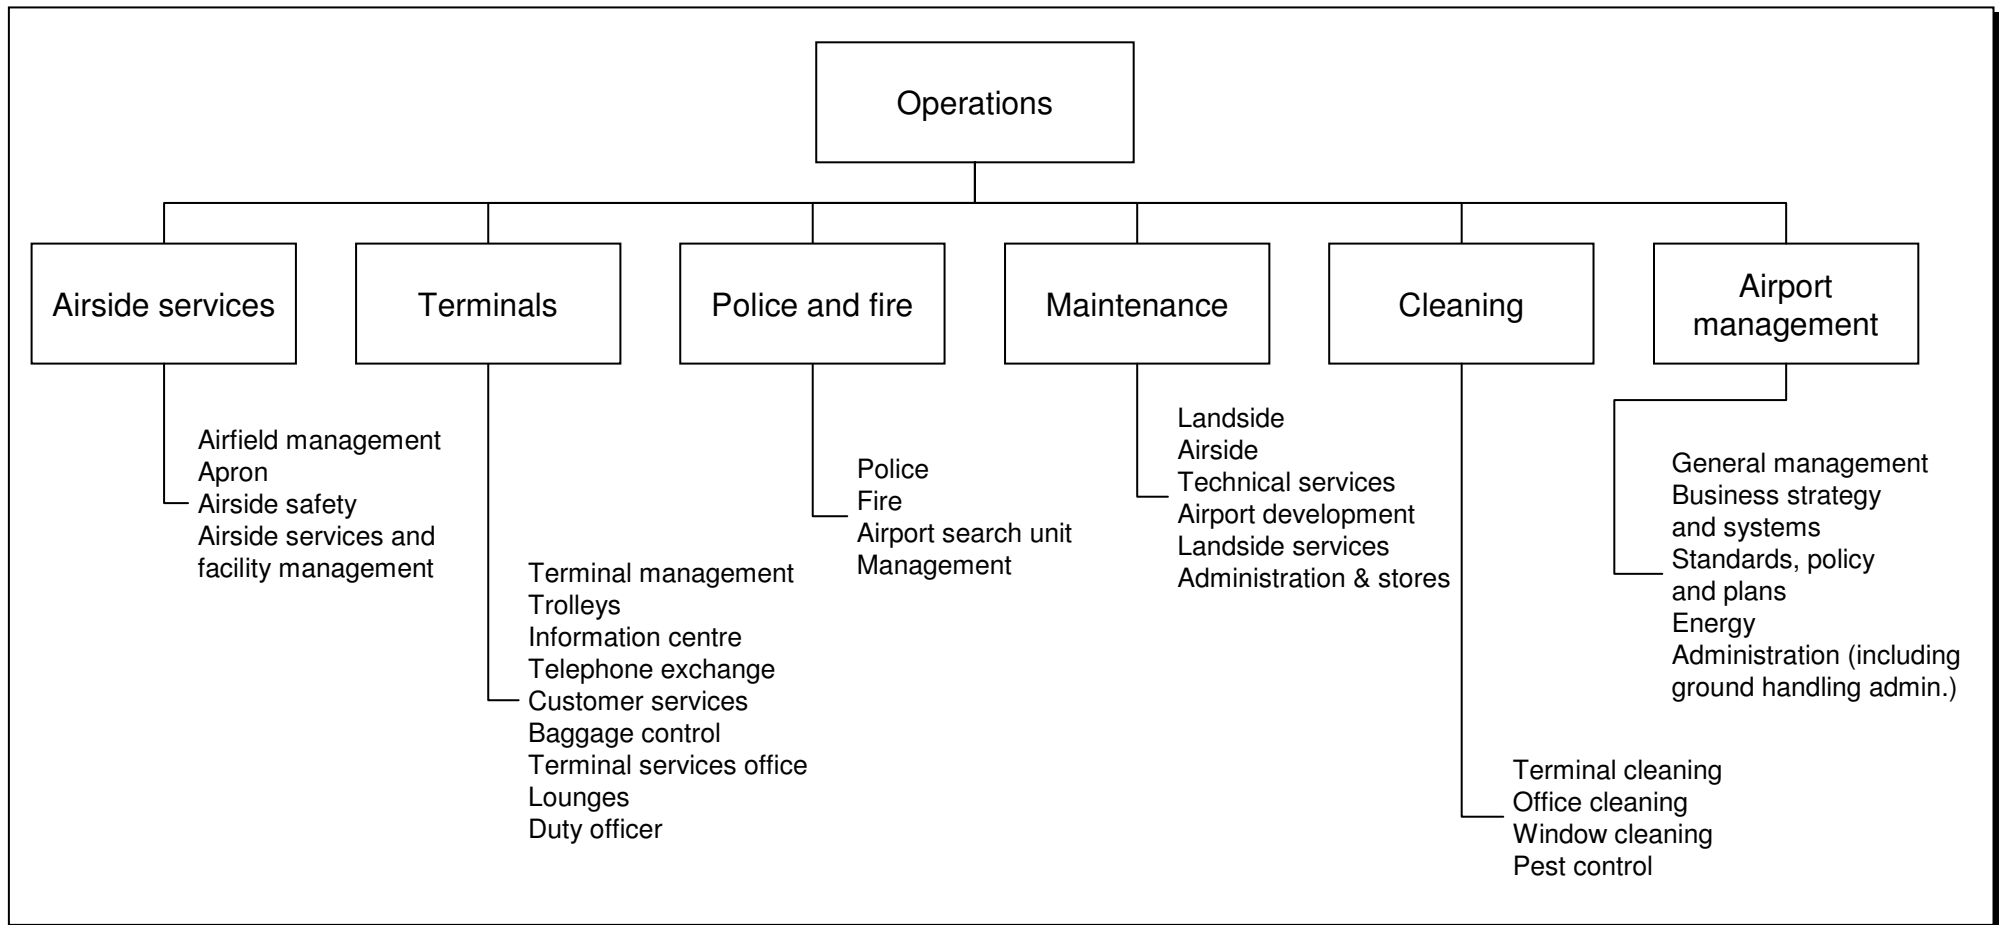 Operations
Airside services
Terminals
Police and fire
Maintenance
Cleaning
Airport
management
Airfield management
Apron
Airside safety
Airside services and
facility management
Terminal management
Trolleys
Information centre
Telephone exchange
Customer services
Baggage control
Terminal services office
Lounges
Duty officer
Police
Fire
Airport search unit
Management
Landside
Airside
Technical services
Airport development
Landside services
Administration & stores
Terminal cleaning
Office cleaning
Window cleaning
Pest control
General management
Business strategy
and systems
Standards, policy
and plans
Energy
Administration (including
ground handling admin.)